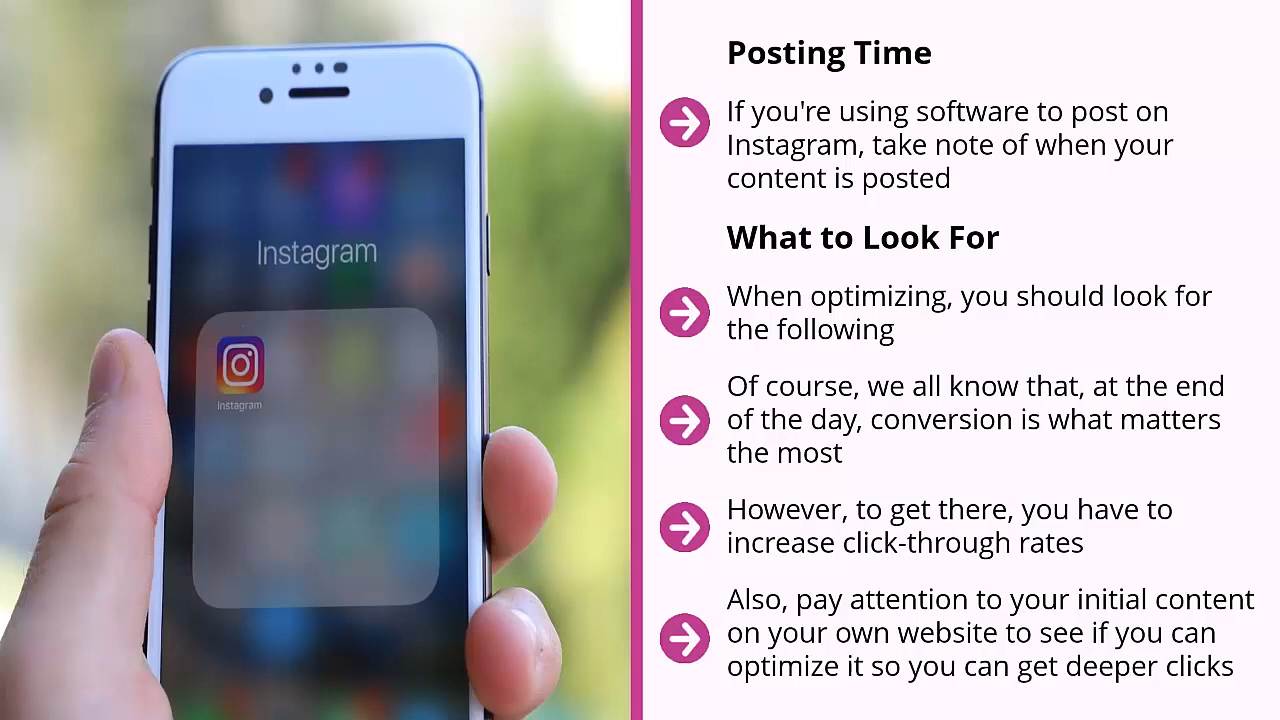 Instagram
Instagram
Posting Time
If you're using software to post on
Instagram, take note of when your
content is posted
What to Look For
When optimizing, you should look for
the following
Of course, we all know that, at the end
of the day, conversion is what matters
the most
However, to get there, you have to
increase click-through rates
Also, pay attention to your initial content
on your own website to see if you can
optimize it so you can get deeper clicks